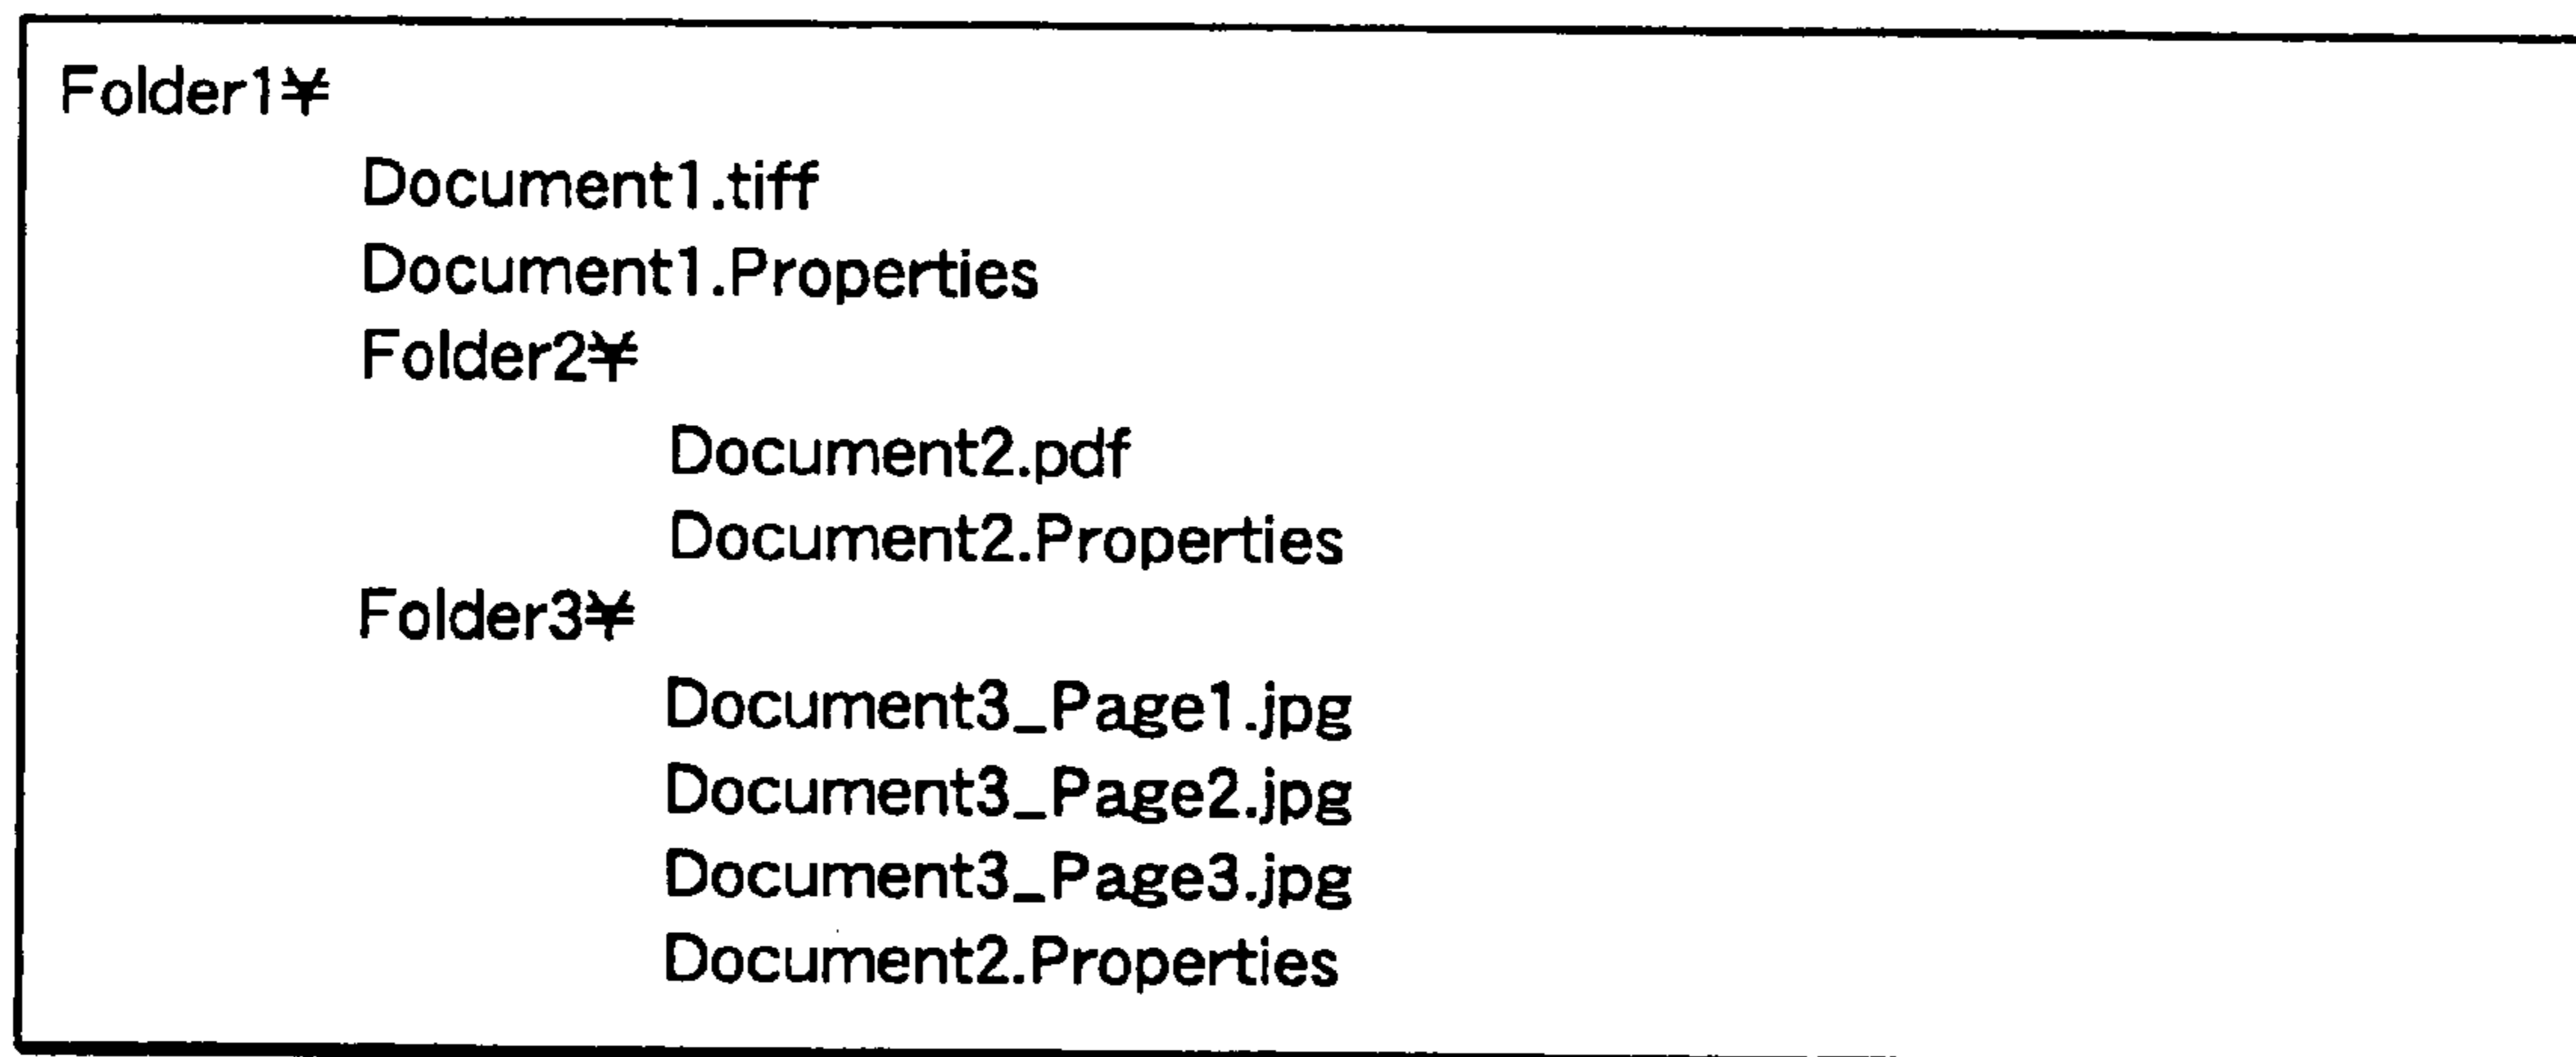 Folder1¥
Document1.tiff
Document1.Properties
Folder2¥
Document2.pdf
Document2.Properties
Folder3¥
Document3_Page1.jpg
Document3_Page2.jpg
Document3_Page3.jpg
Document2.Properties